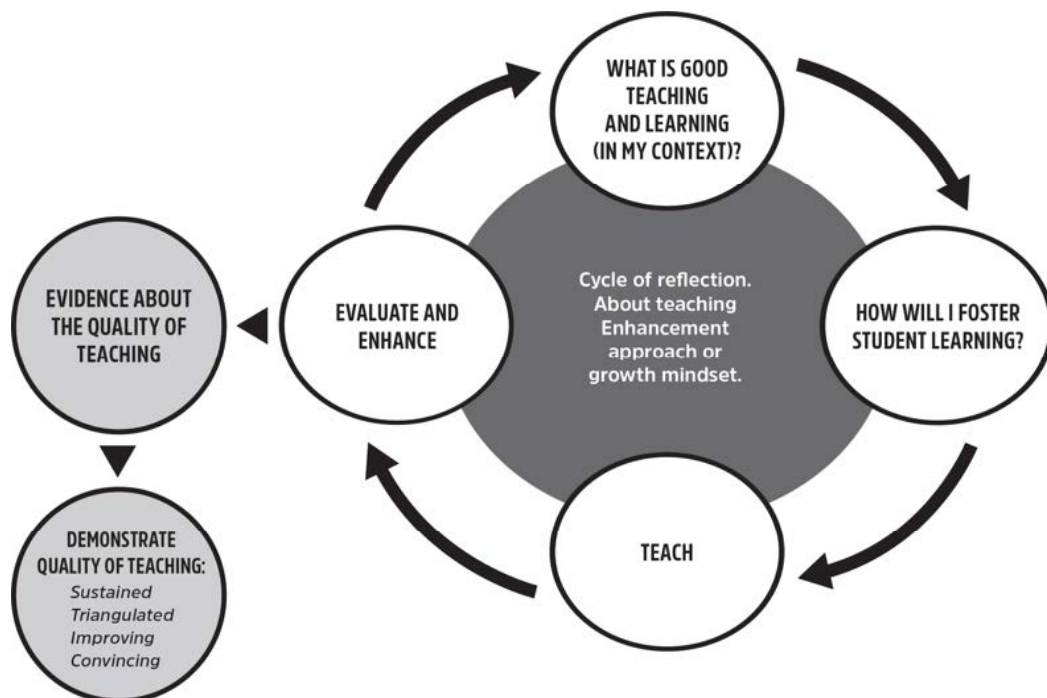 WHAT IS GOOD
TEACHING
AND LEARNING
(IN MY CONTEXT)?
HOW WILL I FOSTER
STUDENT LEARNING?
TEACH
EVALUATE AND
ENHANCE
Cycle of reflection.
About teaching
Enhancement
approach or
growth mindset.
EVIDENCE ABOUT
THE QUALITY OF
TEACHING
DEMONSTRATE
QUALITY OF TEACHING:
Sustained
Triangulated
Improving
Convincing